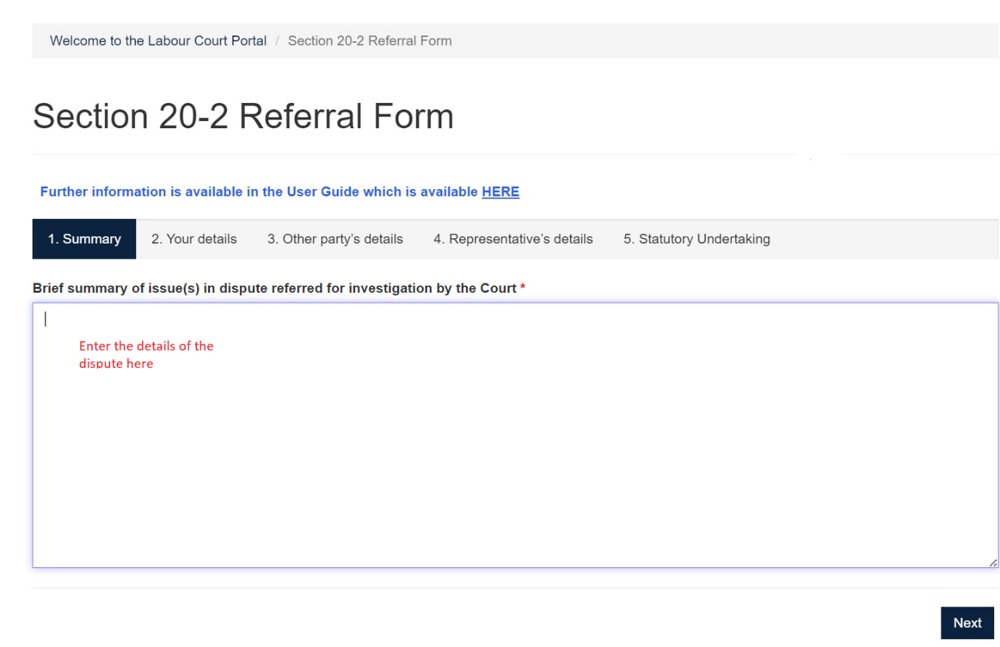 Welcome to the Labour Court Portal / Section 20-2 Referral Form
Section 20-2 Referral Form
Further information is available in the User Guide which is available HERE
1. Summary 2. Your details 3. Other party's details 4. Representative's details 5. Statutory Undertaking
Brief summary of issue(s) in dispute referred for investigation by the Court *
Enter the details of the
dispute here
Next